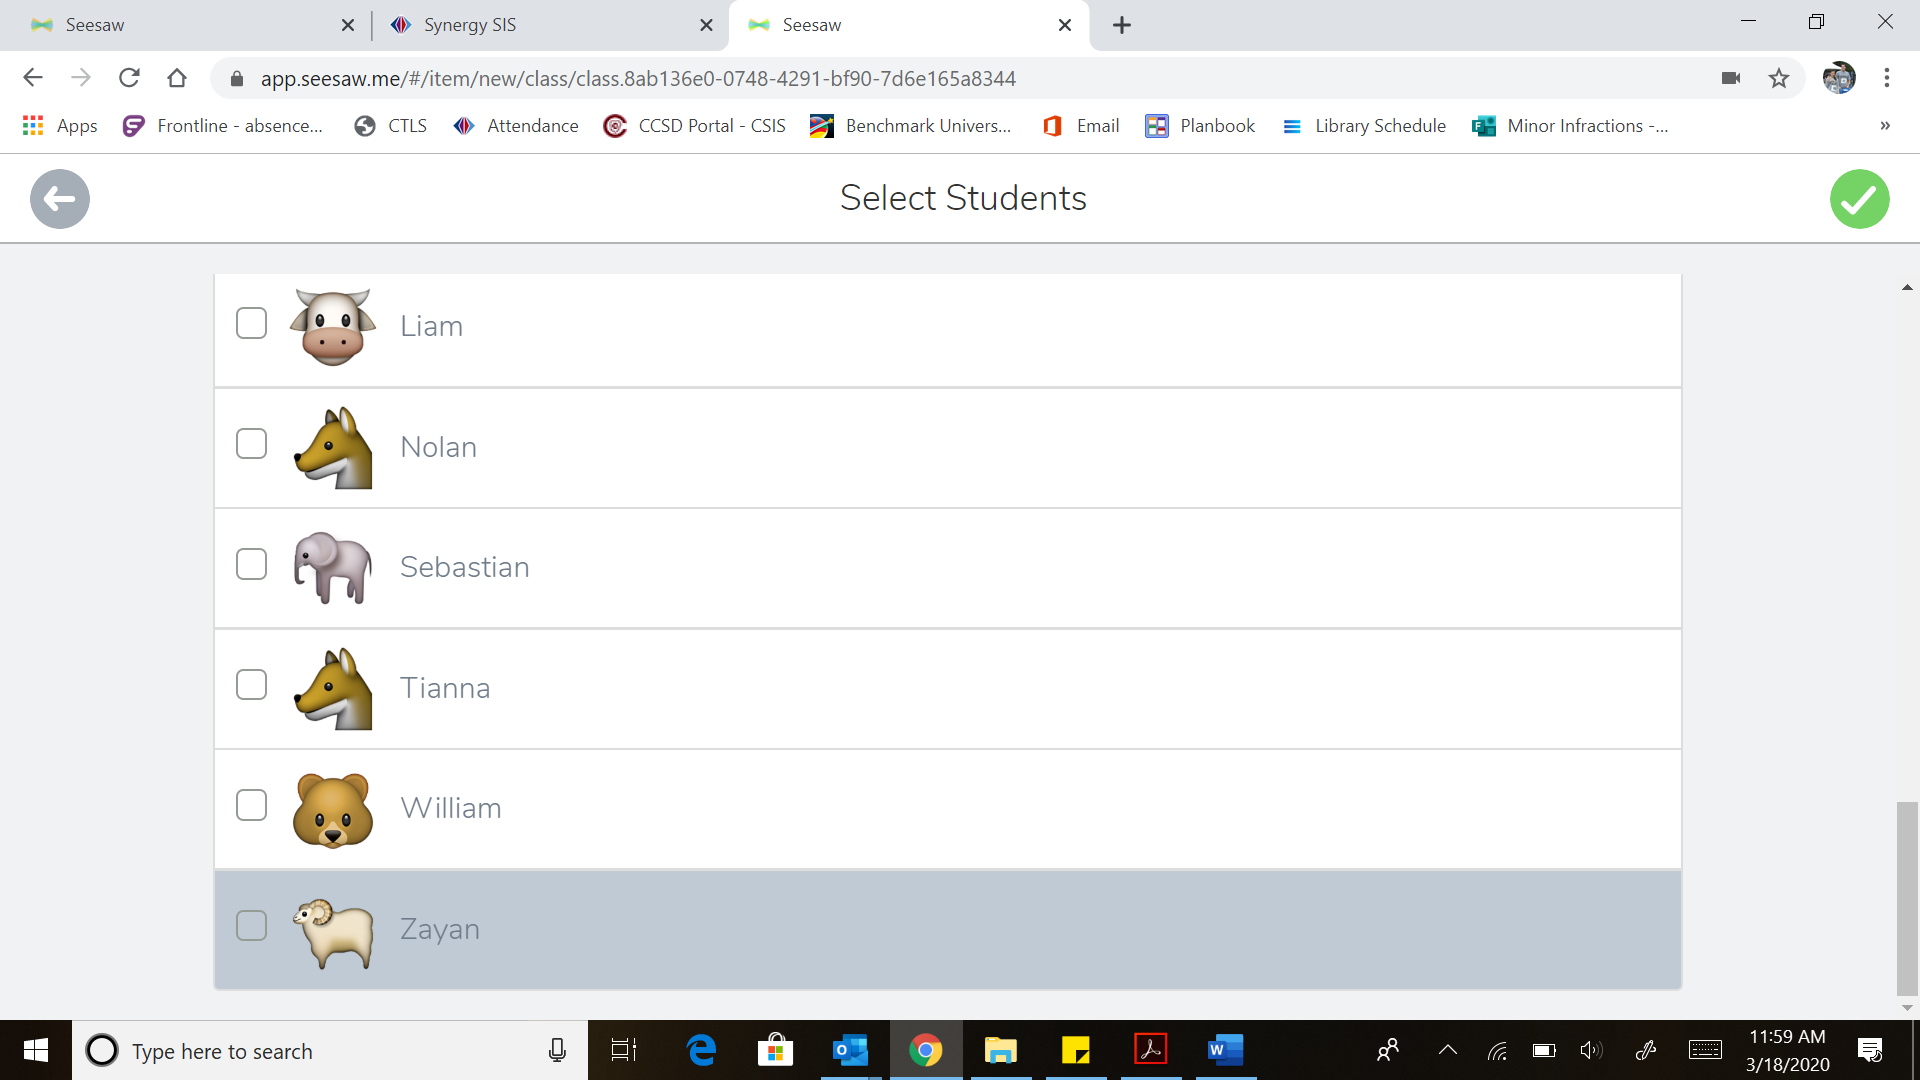 Seesaw
Synergy SIS
Seesaw
app.seesaw.me/#/item/new/class/class.8ab136e0-0748-4291-bf90-7d6e165a8344
Apps
Frontline - absence...
CTLS
Attendance
CCSD Portal - CSIS
Benchmark Univers...
Email
Planbook
Library Schedule
Minor Infractions -...
»
Select Students
Liam
Nolan
Sebastian
Tianna
William
Zayan
Type here to search
11:59 AM
3/18/2020